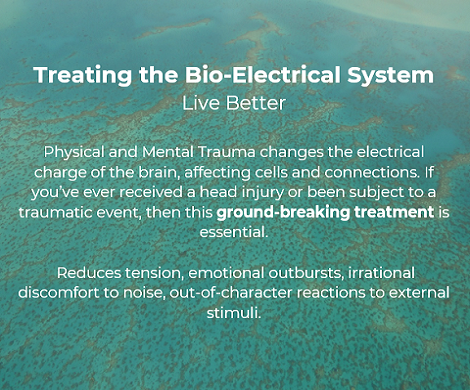 Treating the Bio-Electrical System
Live Better
Physical and Mental Trauma changes the electrical
charge of the brain, affecting cells and connections. If
you've ever received a head injury or been subject to a
traumatic event, then this ground-breaking treatment is
essential.
Reduces tension, emotional outbursts, irrational
discomfort to noise, out-of-character reactions to external
stimuli.